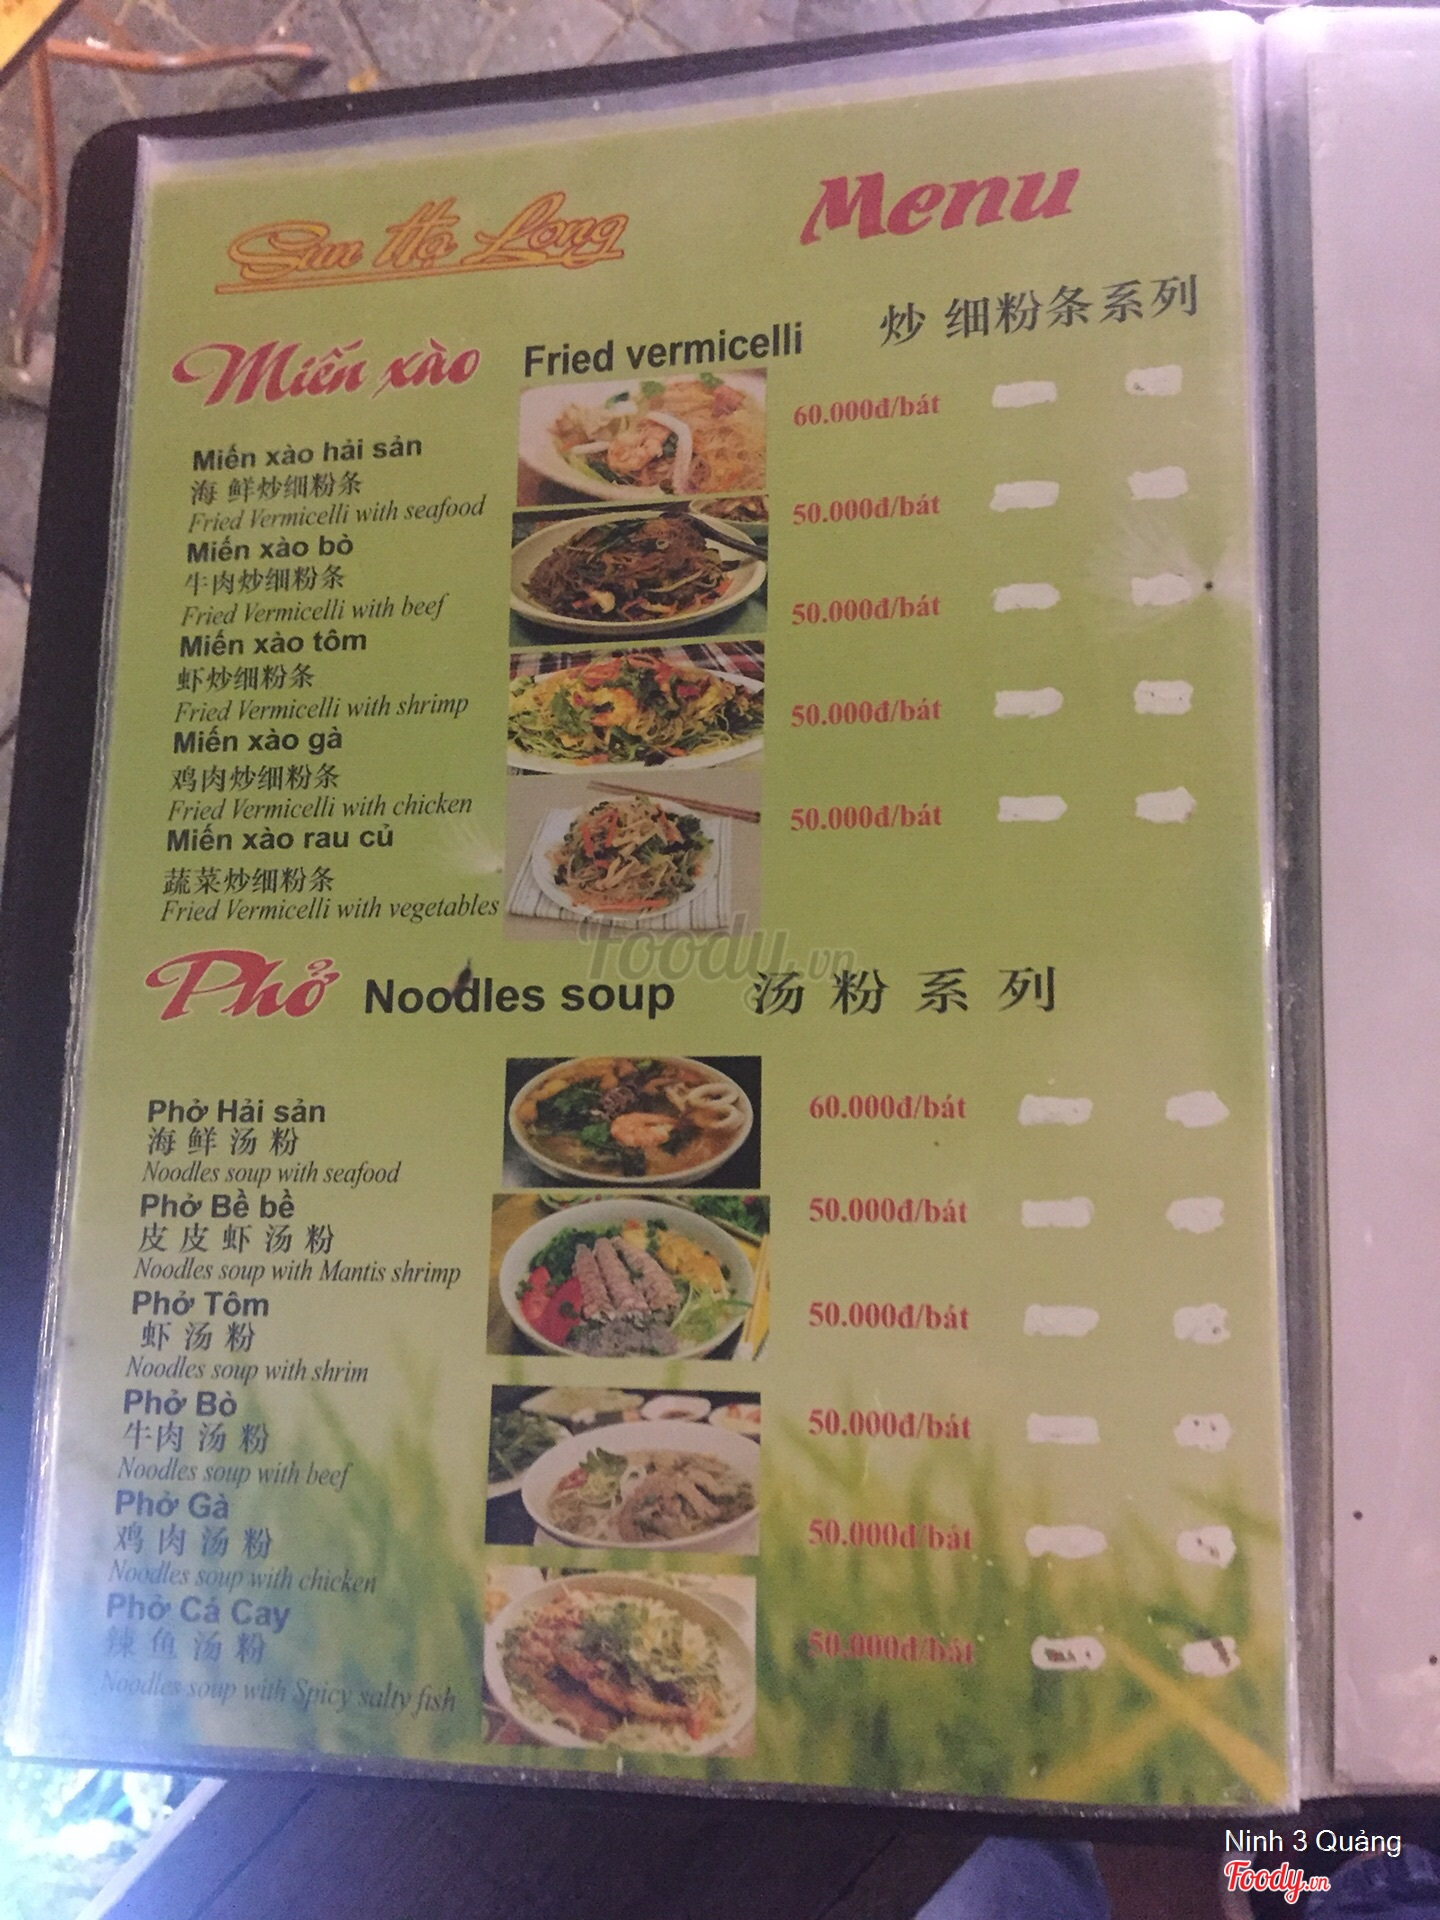 Sun Hạ Long
Menu
Miến xào Fried vermicelli 炒 细粉条系列
Miến xào hải sản 60.000đ/bát
海 鲜炒细粉条
Fried Vermicelli with seafood
Miến xào bò 50.000đ/bát
牛肉炒细粉条
Fried Vermicelli with beef
Miến xào tôm 50.000đ/bát
虾炒细粉条
Fried Vermicelli with shrimp
Miến xào gà 50.000đ/bát
鸡肉炒细粉条
Fried Vermicelli with chicken
Miến xào rau củ 50.000đ/bát
蔬菜炒细粉条
Fried Vermicelli with vegetables
Foody.vn
Phở Noodles soup 汤 粉 系 列
Phở Hải sản 60.000đ/bát
海 鲜 汤 粉
Noodles soup with seafood
Phở Bề bề 50.000đ/bát
皮 皮 虾 汤 粉
Noodles soup with Mantis shrimp
Phở Tôm 50.000đ/bát
虾 汤 粉
Noodles soup with shrim
Phở Bò 50.000đ/bát
牛肉 汤 粉
Noodles soup with beef
Phở Gà 50.000đ/bát
鸡 肉 汤 粉
Noodles soup with chicken
Phở Cá Cay 50.000đ/bát
辣 鱼 汤 粉
Noodles soup with Spicy salty fish
Ninh 3 Quảng
Foody.vn